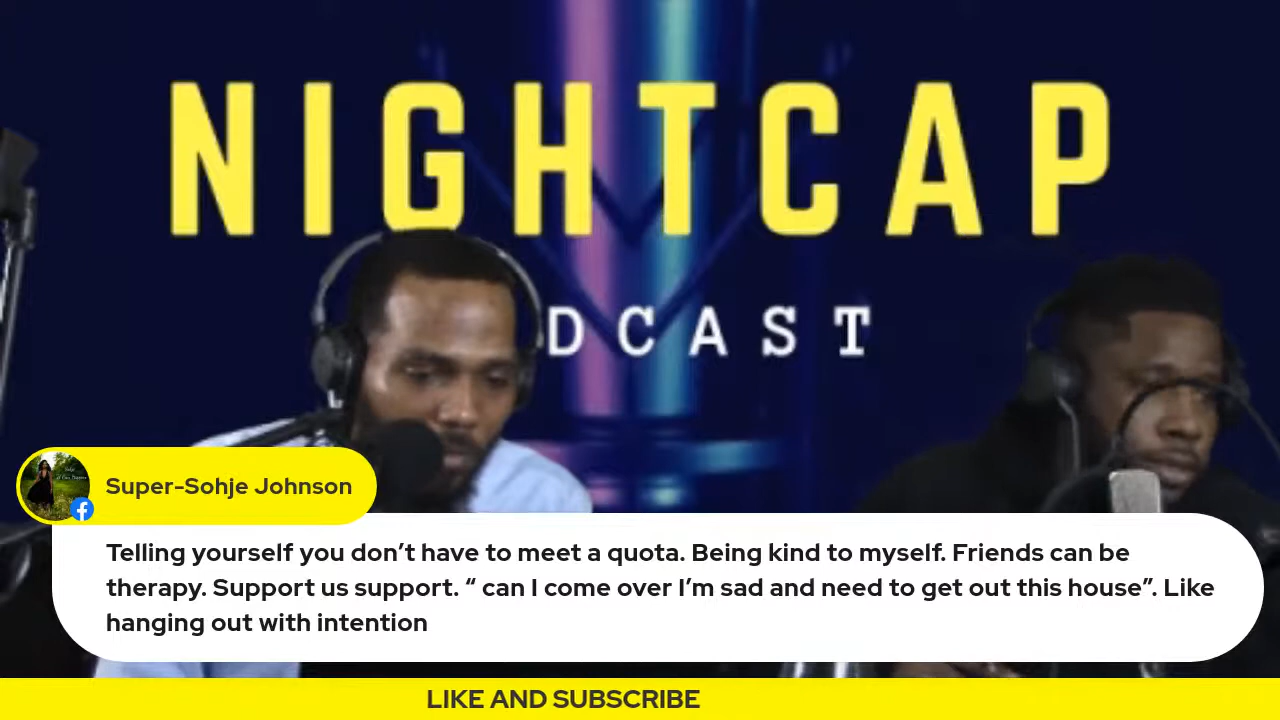 NIGHTCAP
DCAST
Super-Sohje Johnson
Telling yourself you don’t have to meet a quota. Being kind to myself. Friends can be
therapy. Support us support. “ can I come over I’m sad and need to get out this house”. Like
hanging out with intention
LIKE AND SUBSCRIBE